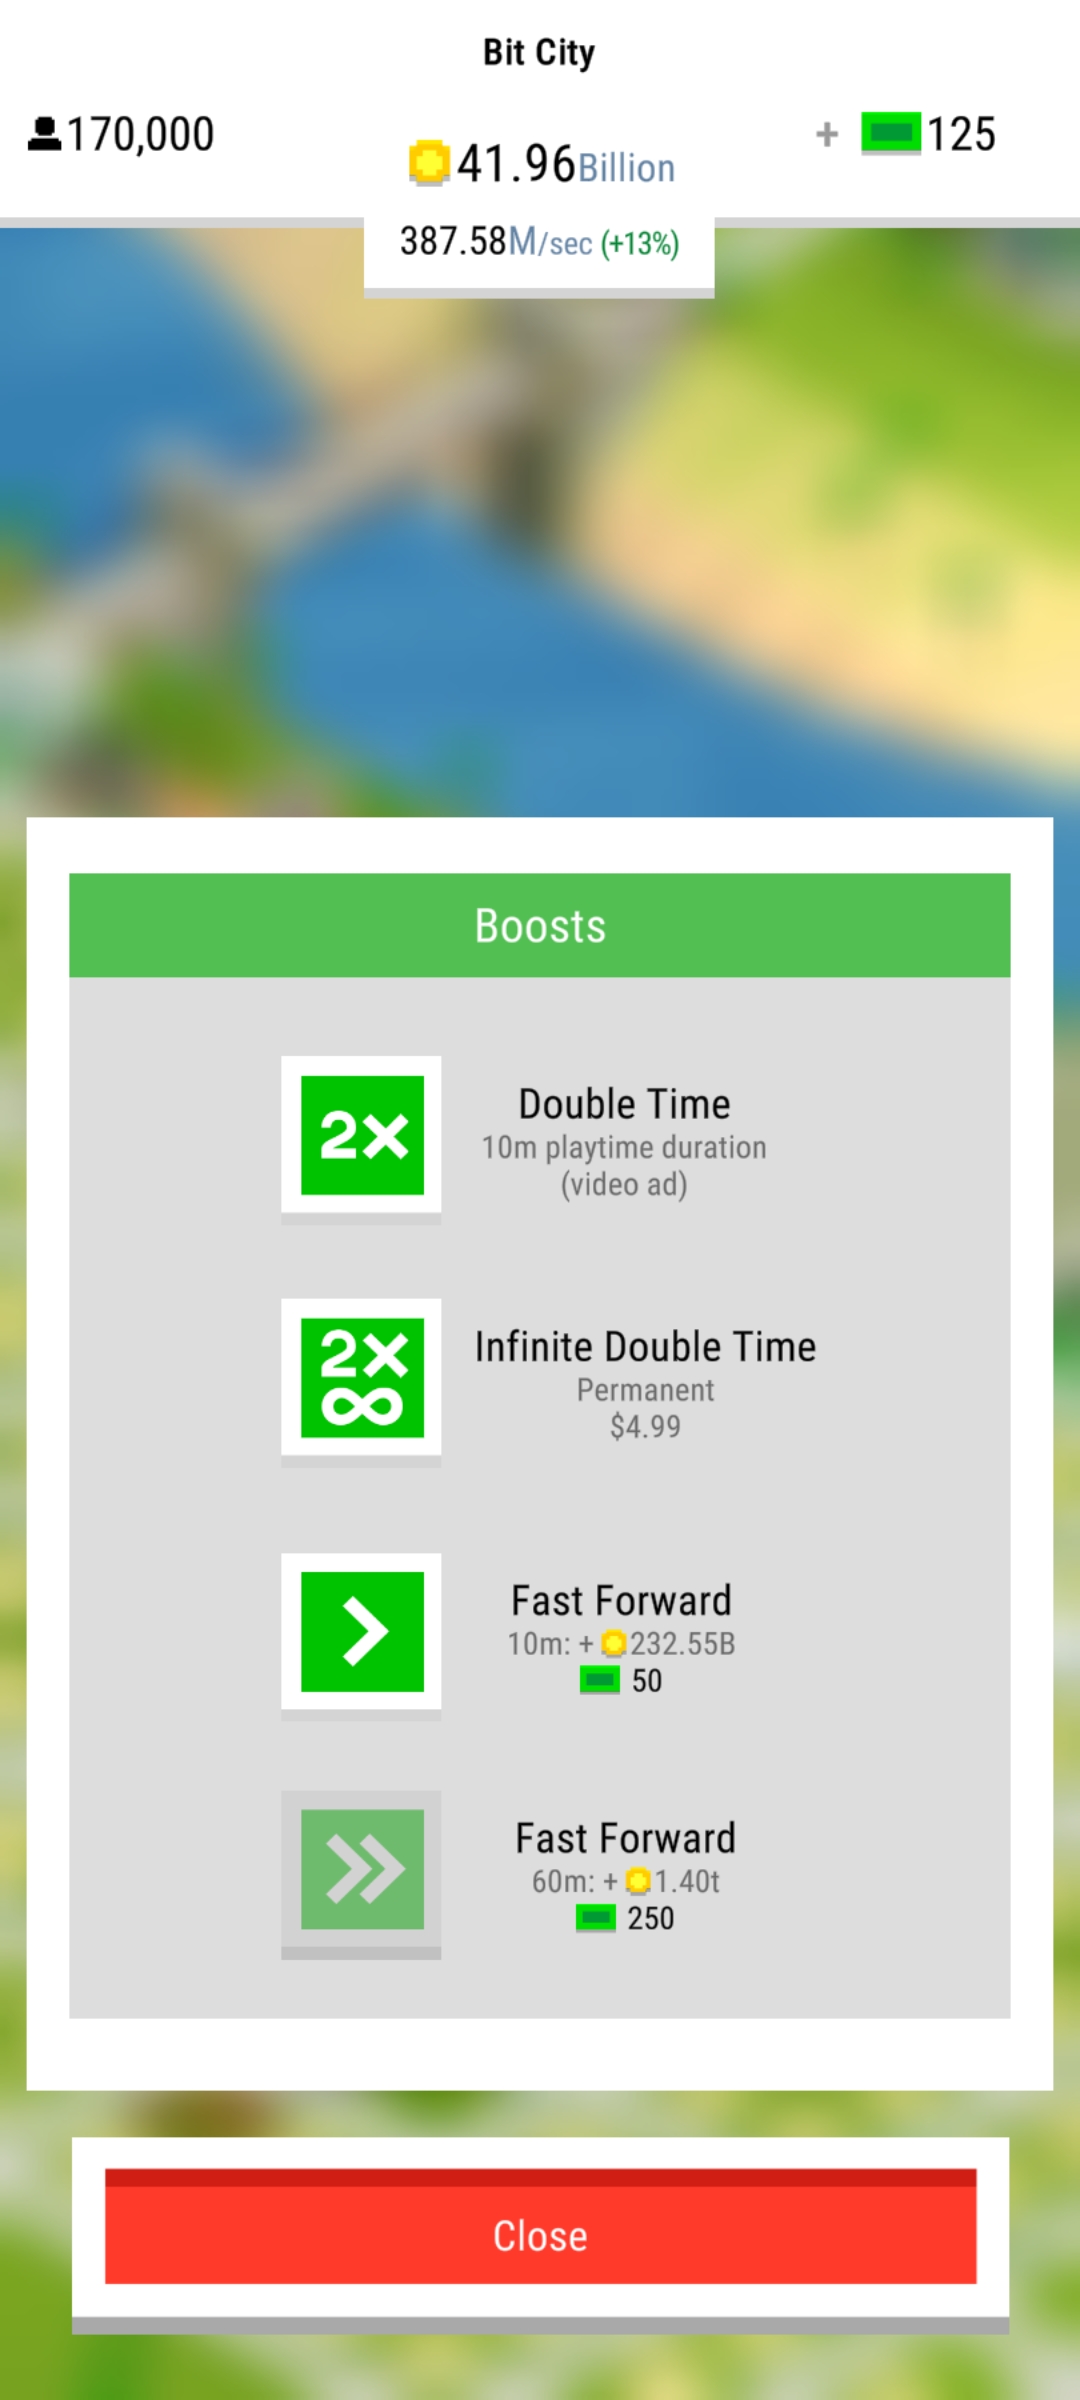 Bit City
170,000
41.96Billion
+ 125
387.58M/sec (+13%)
Boosts
2×
Double Time
10m playtime duration
(video ad)
2×
∞
Infinite Double Time
Permanent
$4.99
Fast Forward
10m: + 232.55B
50
Fast Forward
60m: + 1.40t
250
Close